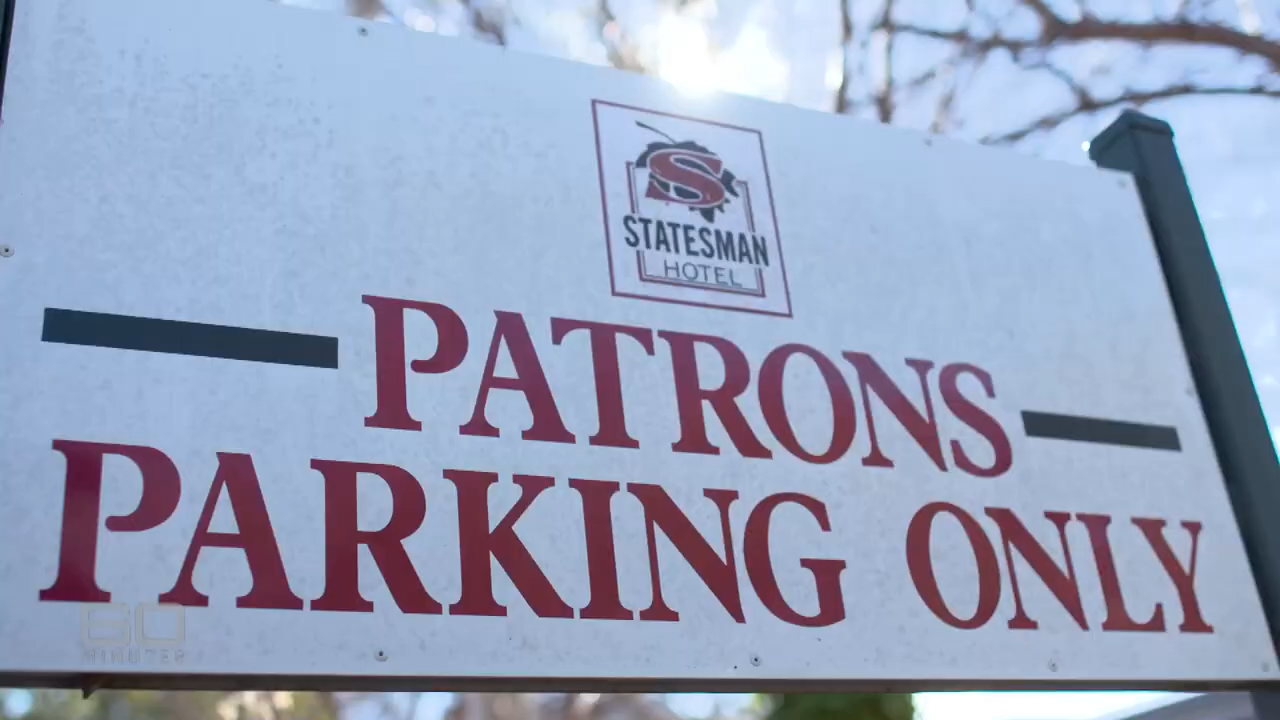 S
STATESMAN
HOTEL
PATRONS
PARKING ONLY
60
MINUTES